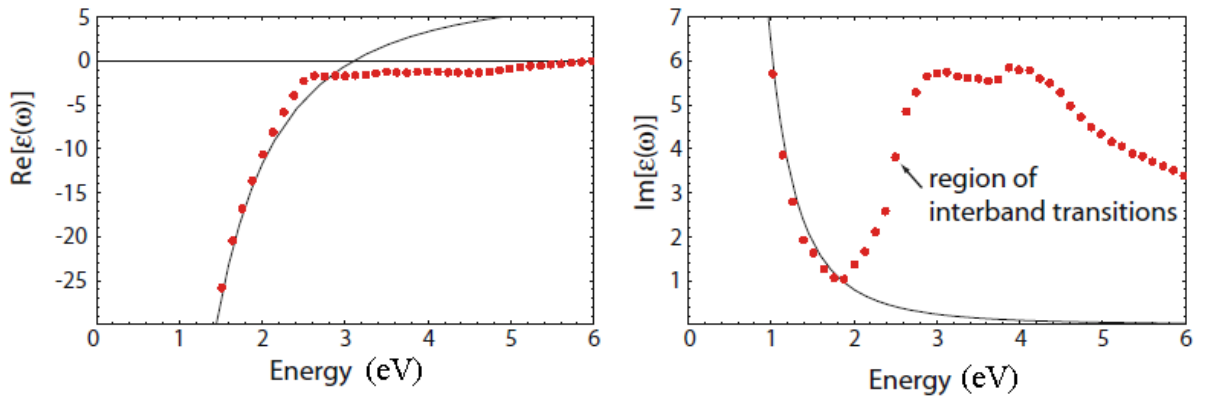 Re[ε(ω)]
5
0
-5
-10
-15
-20
-25
0 1 2 3 4 5 6
Energy (eV)
Im[ε(ω)]
7
6
5
4
3
2
1
region of
interband transitions
0 1 2 3 4 5 6
Energy (eV)